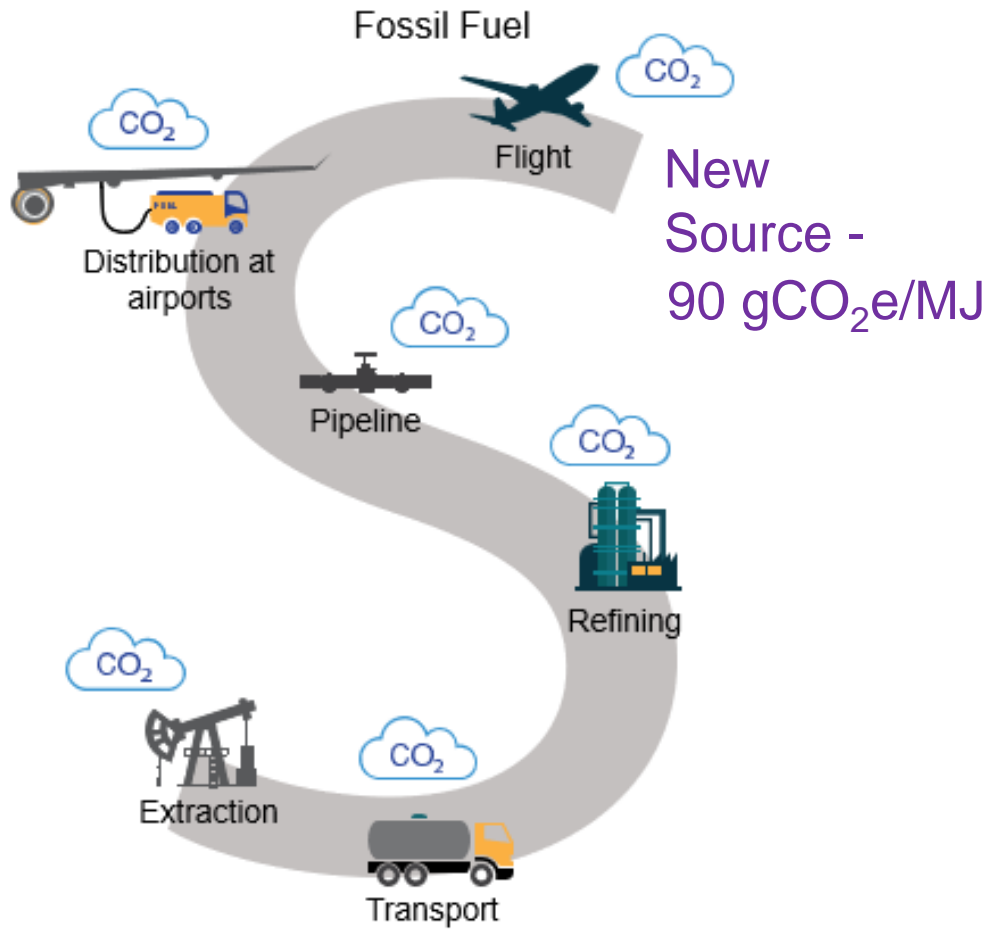 Fossil Fuel
CO₂
Flight
New
Source -
90 gCO₂e/MJ
CO₂
FUEL
Distribution at
airports
CO₂
Pipeline
CO₂
Refining
CO₂
Extraction
CO₂
Transport